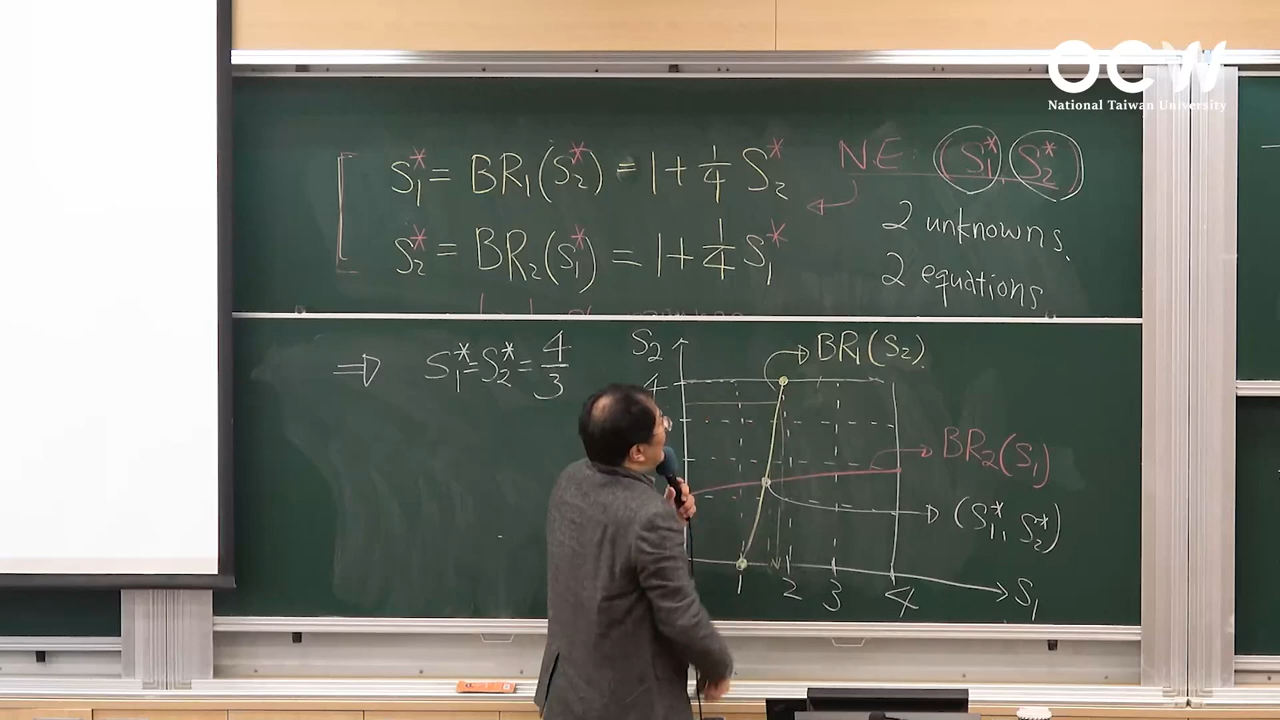 OCW
National Taiwan University
S₁* = BR₁(S₂*) = 1 + 1/4 S₂*
N.E: (S₁*, S₂*)
S₂* = BR₂(S₁*) = 1 + 1/4 S₁*
2 unknowns.
2 equations
⇒ S₁* = S₂* = 4/3
S₂
BR₁(S₂)
4
BR₂(S₁)
(S₁*, S₂*)
1 2 3 4 S₁